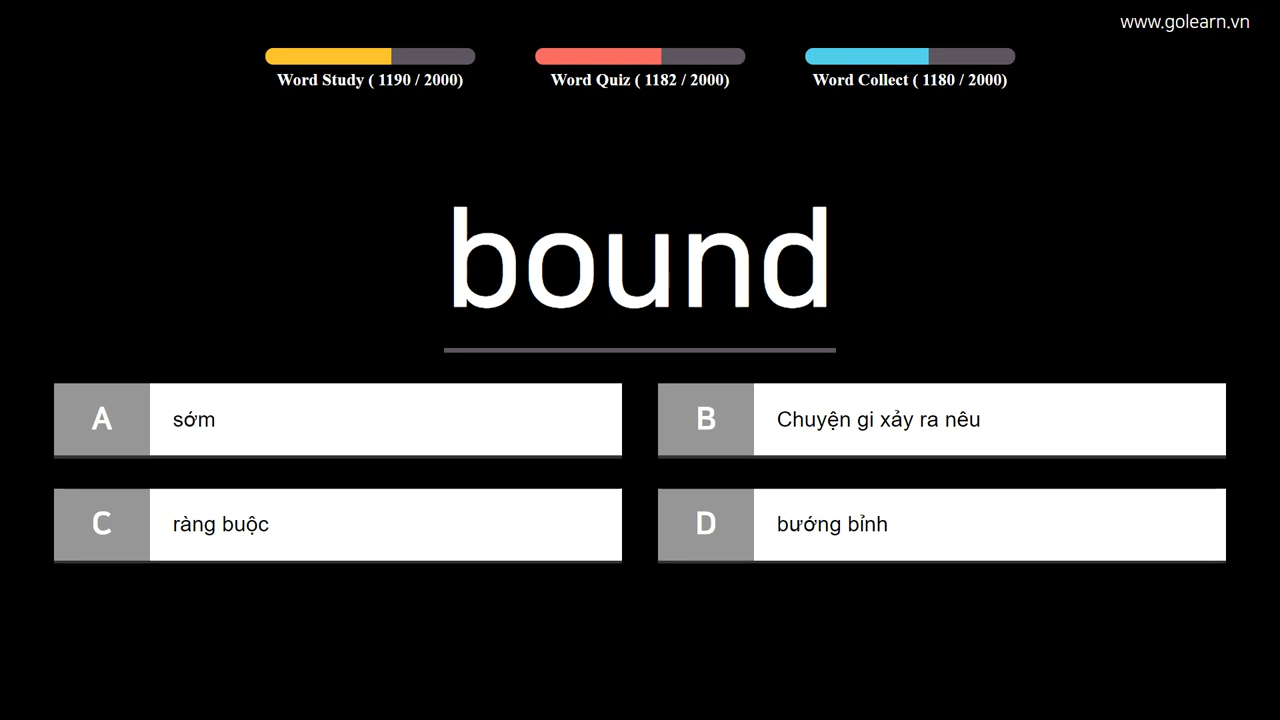 www.golearn.vn
Word Study ( 1190 / 2000)
Word Quiz ( 1182 / 2000)
Word Collect ( 1180 / 2000)
bound
A sớm
B Chuyện gi xảy ra nêu
C ràng buộc
D bướng bỉnh